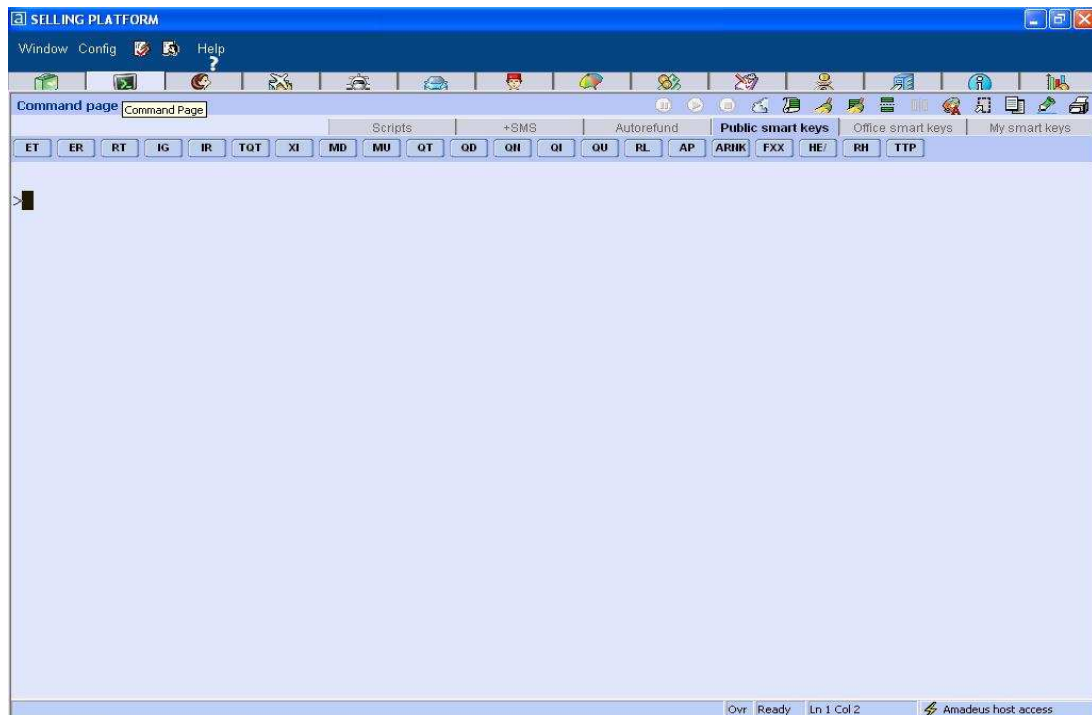 a SELLING PLATFORM
Window Config Help
?
Command page
Command Page
Scripts +SMS Autorefund Public smart keys Office smart keys My smart keys
ET ER RT IG IR TQT XI MD MU QT QD QN QI QU RL AP ARNK FXX HE/ RH TTP
>
Ovr Ready Ln 1 Col 2 Amadeus host access